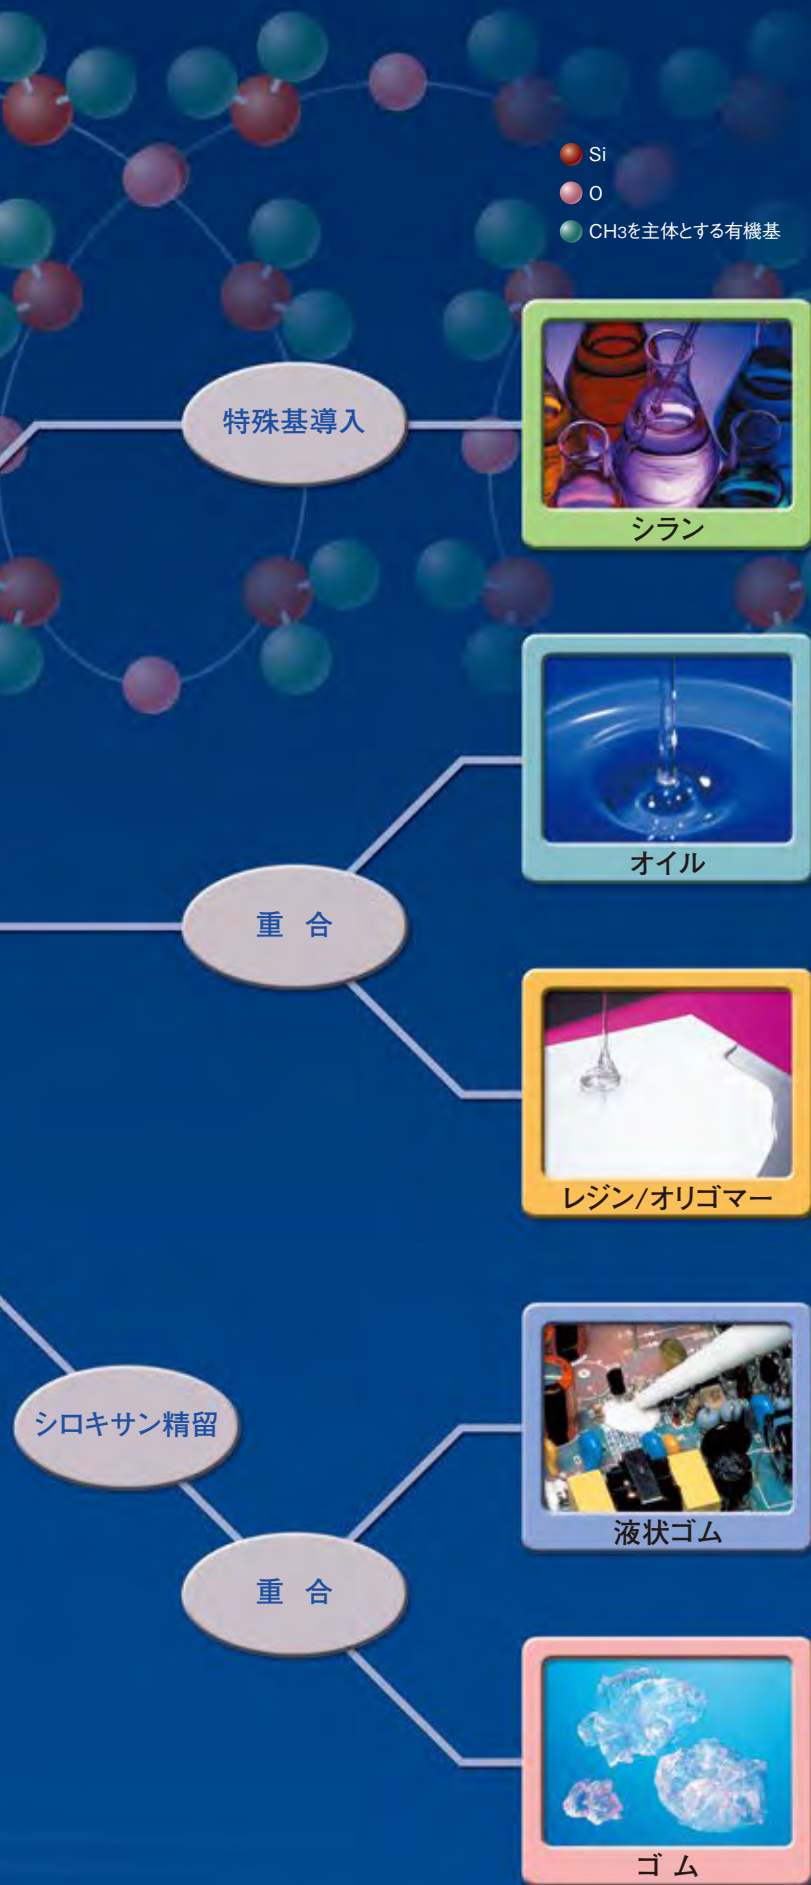 Si
O
CH3を主体とする有機基
特殊基導入
シラン
オイル
重 合
レジン/オリゴマー
シロキサン精留
液状ゴム
重 合
ゴ ム